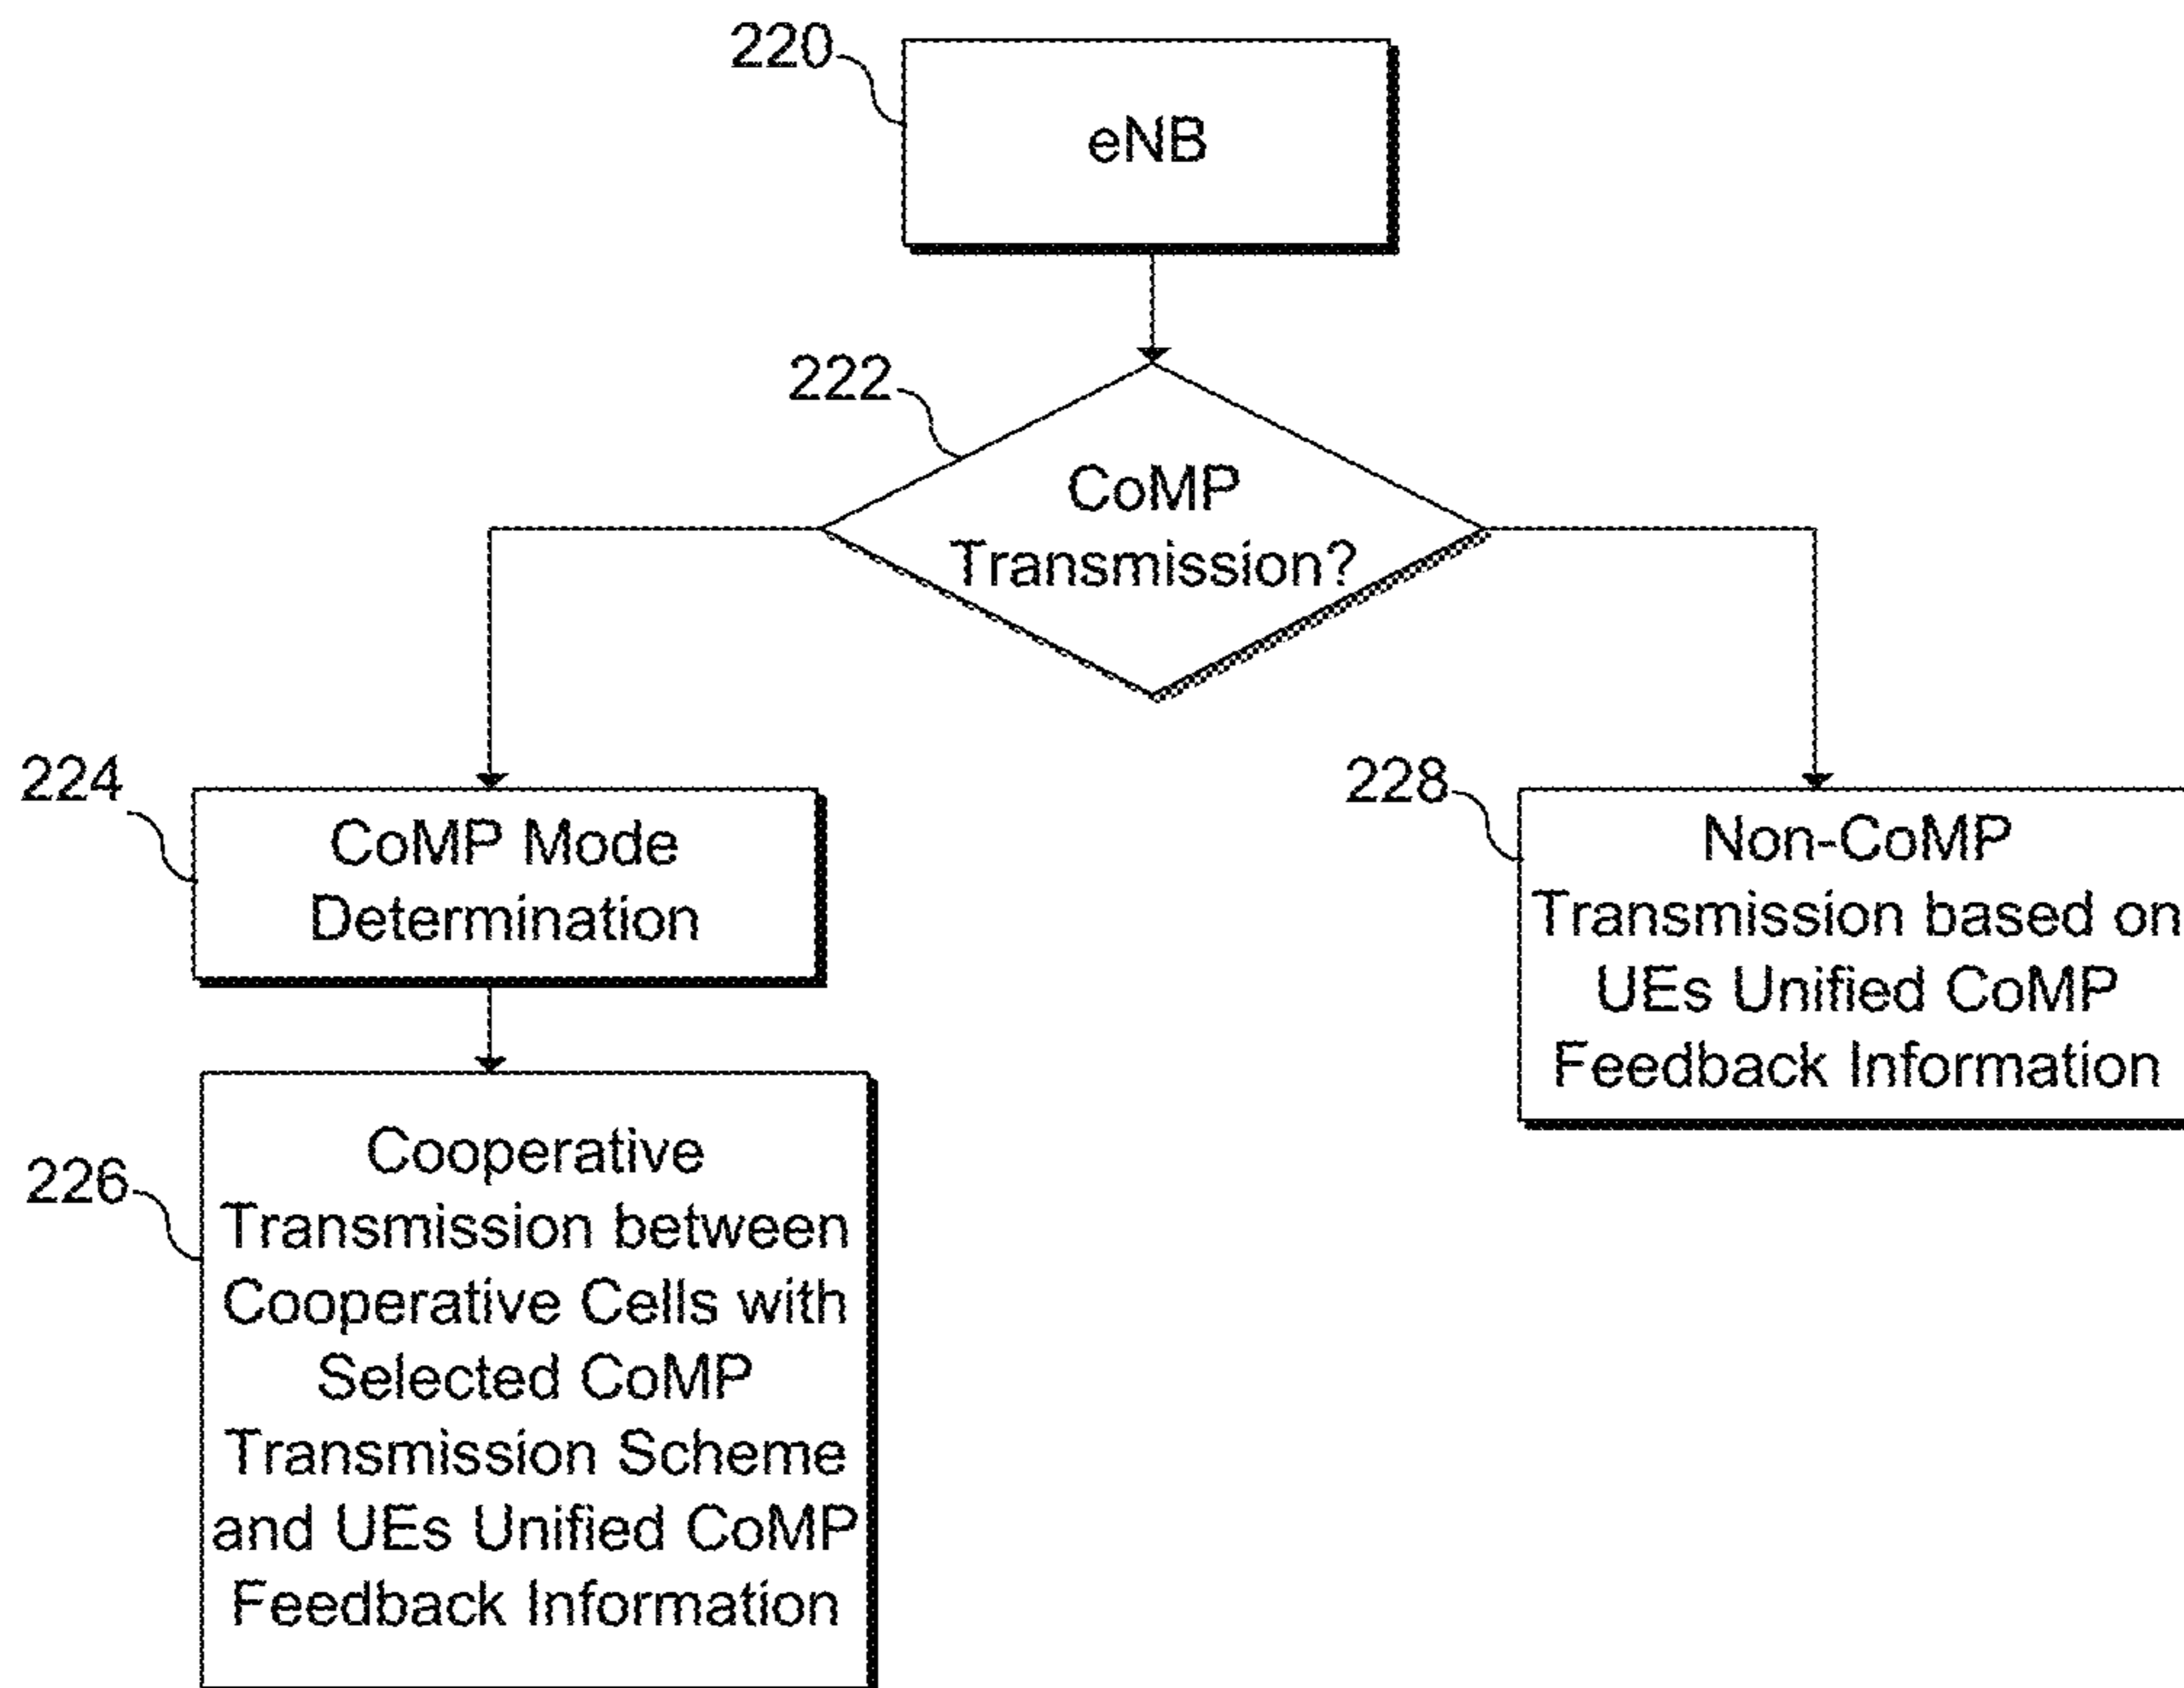 220
eNB
222
CoMP
Transmission?
224
CoMP Mode
Determination
228
Non-CoMP
Transmission based on
UEs Unified CoMP
Feedback Information
226
Cooperative
Transmission between
Cooperative Cells with
Selected CoMP
Transmission Scheme
and UEs Unified CoMP
Feedback Information